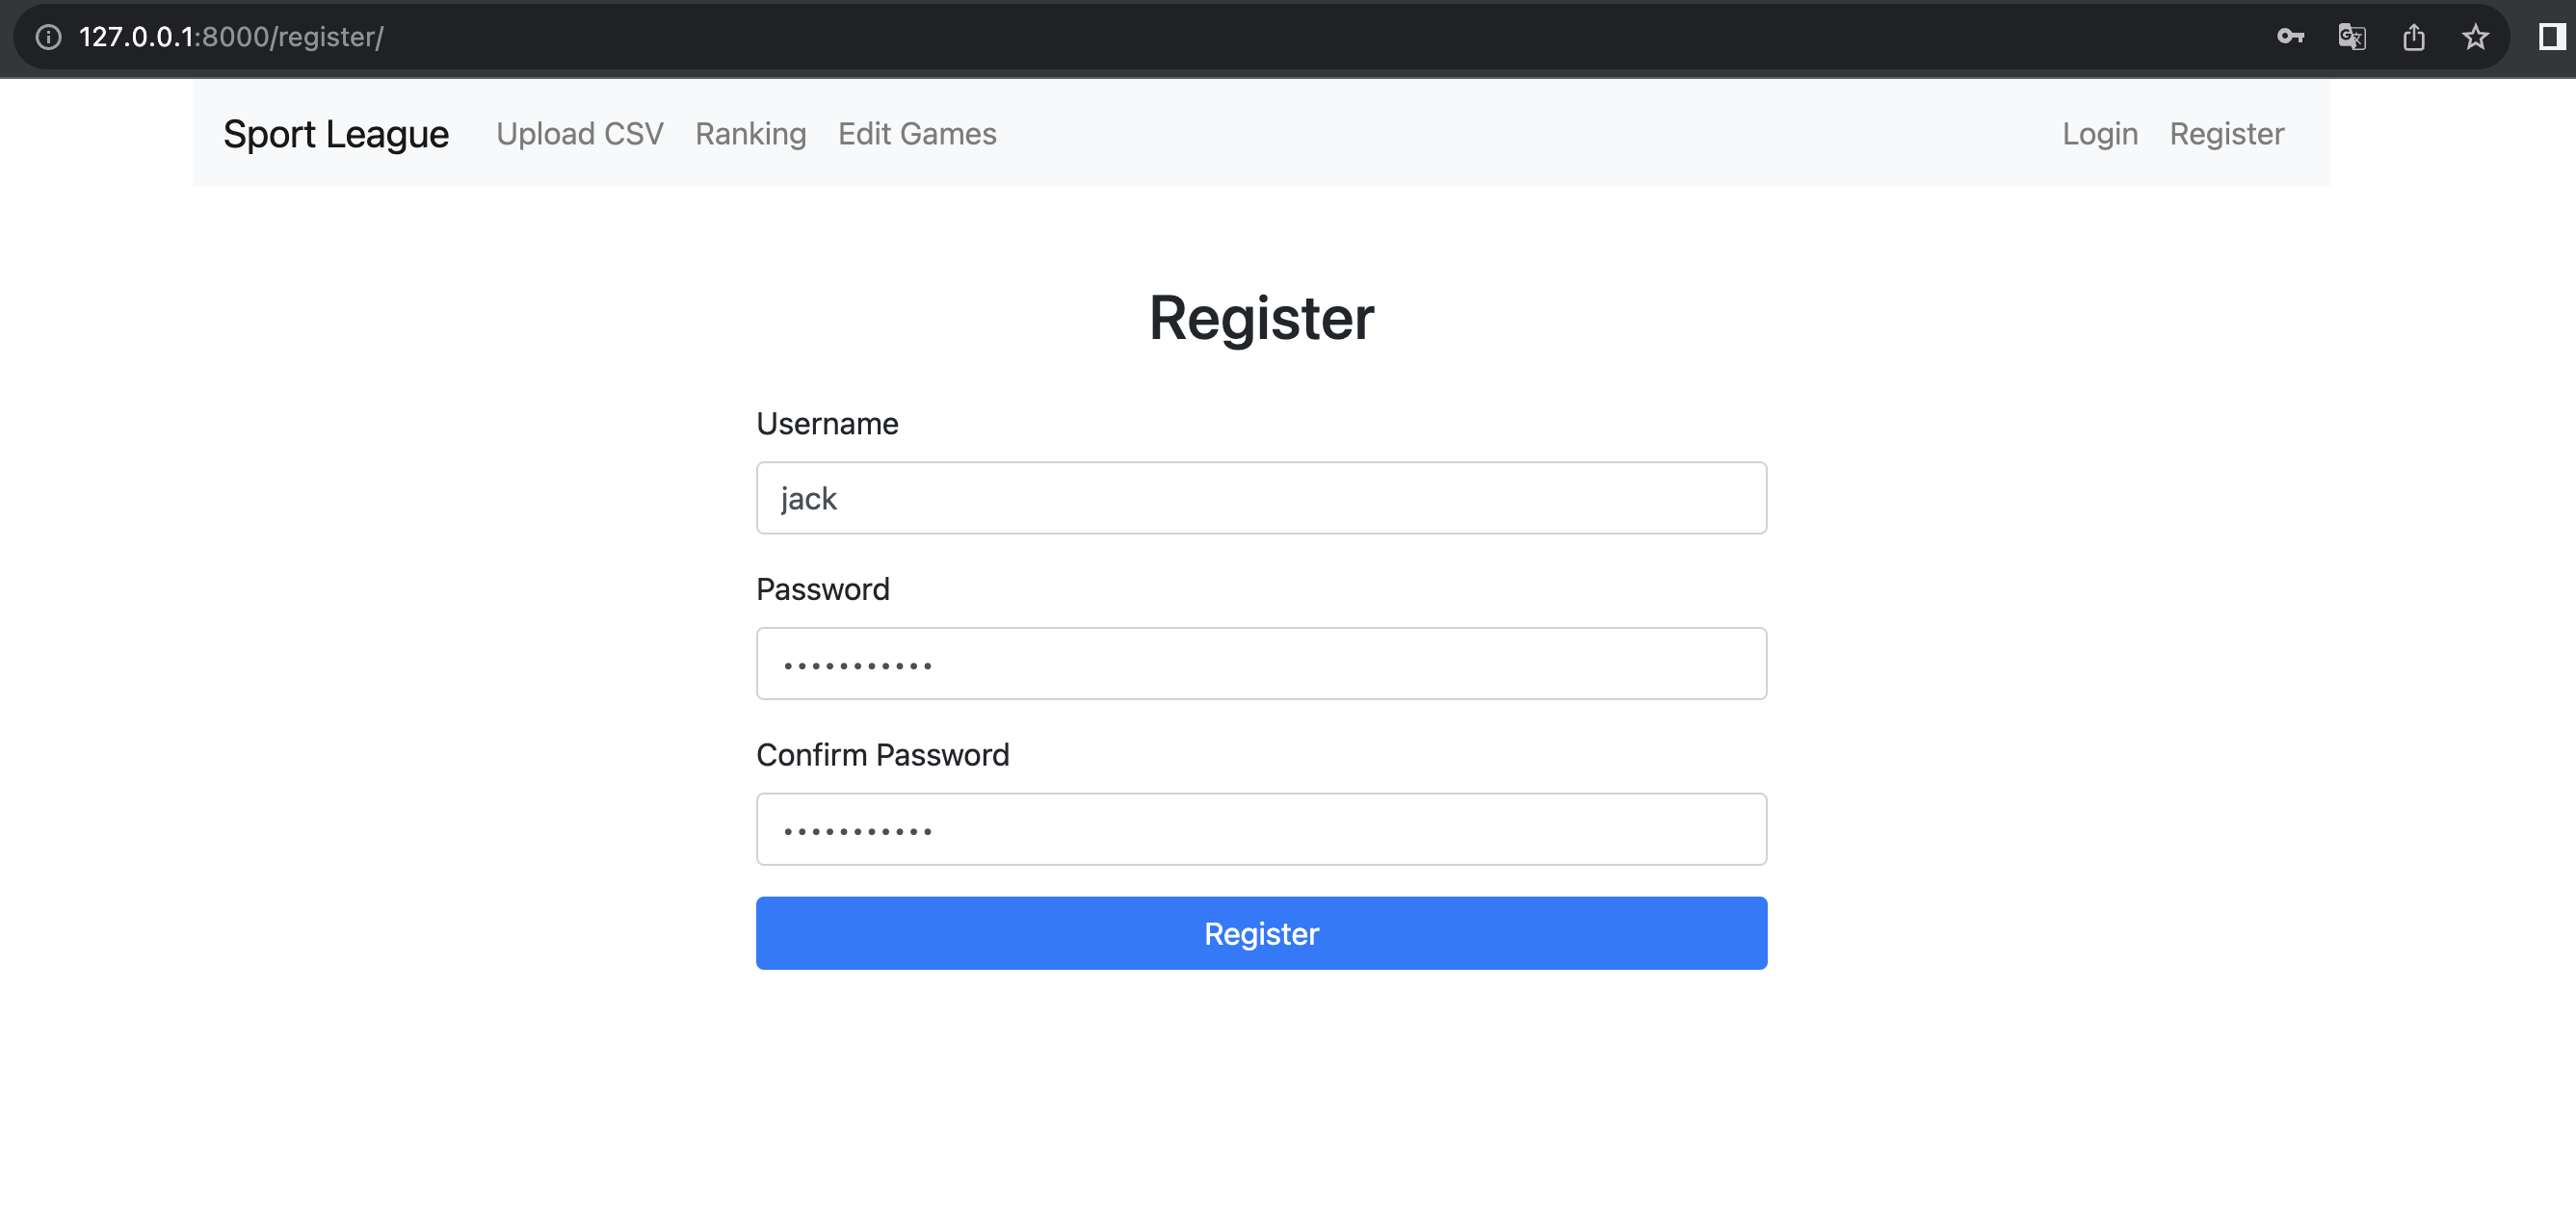 127.0.0.1:8000/register/
Sport League Upload CSV Ranking Edit Games Login Register
Register
Username
jack
Password
•••••••••••
Confirm Password
•••••••••••
Register